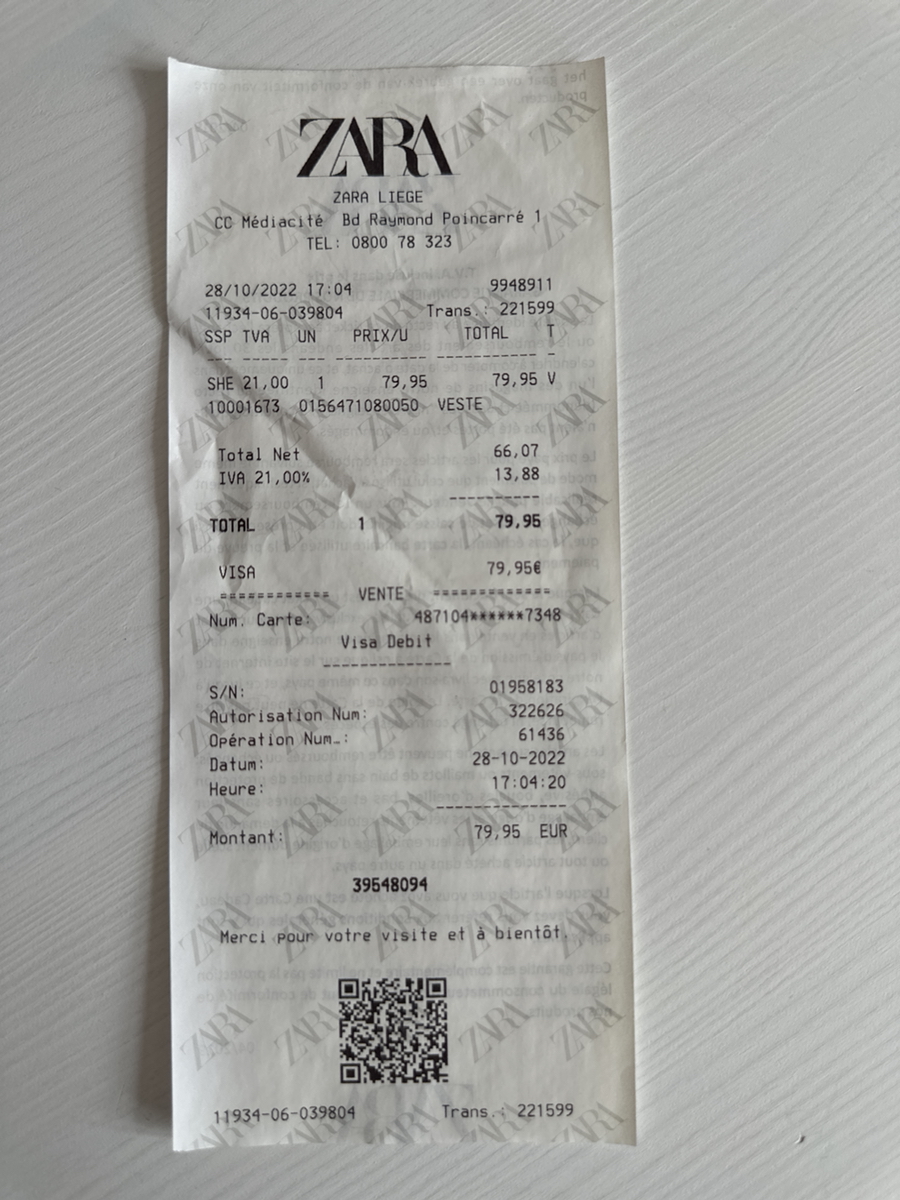 ZARA
ZARA LIEGE
CC Médiacité Bd Raymond Poincarré 1
TEL: 0800 78 323
28/10/2022 17:04 9948911
11934-06-039804 Trans.: 221599
SSP TVA UN PRIX/U TOTAL T
--- ----- --- ---------- ----------- -
SHE 21,00 1 79,95 79,95 V
10001673 0156471080050 VESTE
Total Net 66,07
IVA 21,00% 13,88
----------
TOTAL 1 79,95
VISA 79,95€
============ VENTE =============
Num. Carte: 487104******7348
Visa Debit
--------------
S/N: 01958183
Autorisation Num: 322626
Opération Num.: 61436
Datum: 28-10-2022
Heure: 17:04:20
--------------
Montant: 79,95 EUR
39548094
Merci pour votre visite et à bientôt.
11934-06-039804 Trans.: 221599